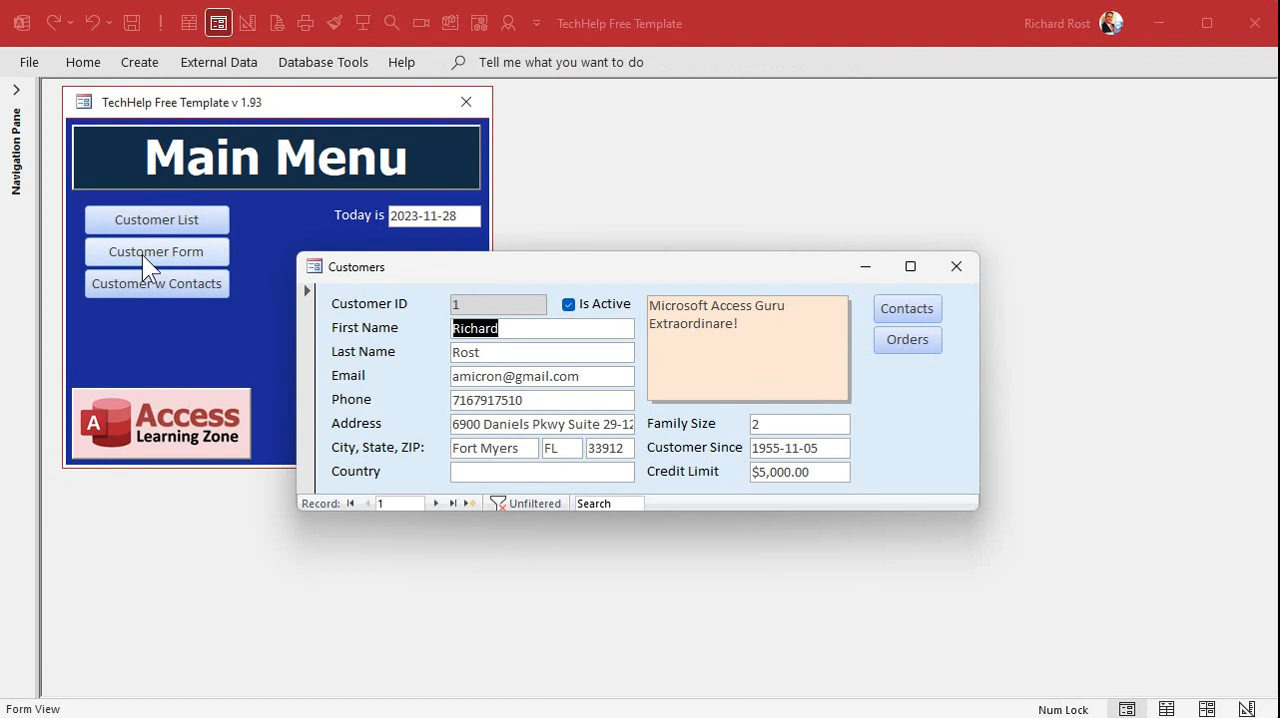 TechHelp Free Template
Richard Rost
File Home Create External Data Database Tools Help Tell me what you want to do
Navigation Pane
TechHelp Free Template v 1.93
Main Menu
Customer List
Today is 2023-11-28
Customer Form
Customer w Contacts
A Access
Learning Zone
Customers
Customer ID 1 Is Active
First Name Richard
Last Name Rost
Email amicron@gmail.com
Phone 7167917510
Address 6900 Daniels Pkwy Suite 29-12
City, State, ZIP: Fort Myers FL 33912
Country
Microsoft Access Guru
Extraordinare!
Family Size 2
Customer Since 1955-11-05
Credit Limit $5,000.00
Contacts
Orders
Record: 1 Unfiltered Search
Form View
Num Lock